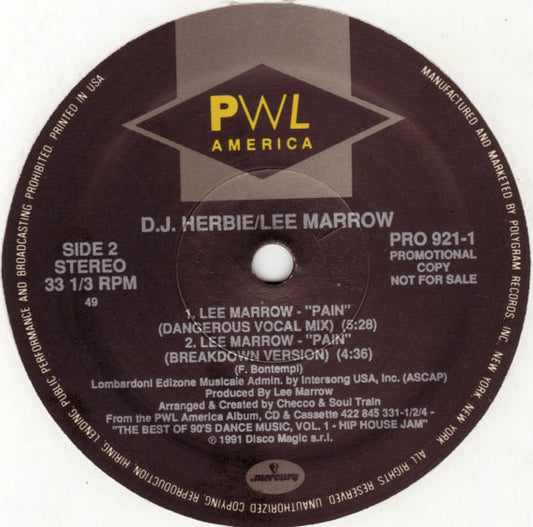 PWL
AMERICA
D.J. HERBIE/LEE MARROW
SIDE 2
STEREO
33 1/3 RPM
49
PRO 921-1
PROMOTIONAL
COPY
NOT FOR SALE
1. LEE MARROW - "PAIN"
(DANGEROUS VOCAL MIX) (5:28)
2. LEE MARROW - "PAIN"
(BREAKDOWN VERSION) (4:36)
(F. Bontempi)
Lombardoni Edizone Musicale Admin. by Intersong USA, Inc. (ASCAP)
Produced By Lee Marrow
Arranged & Created by Checco & Soul Train
From the PWL America Album, CD & Cassette 422 845 331-1/2/4 -
"THE BEST OF 90'S DANCE MUSIC, VOL. 1 - HIP HOUSE JAM"
℗ 1991 Disco Magic s.r.l.
mercury
MANUFACTURED AND MARKETED BY POLYGRAM RECORDS INC. NEW YORK, NEW YORK. ALL RIGHTS RESERVED. UNAUTHORIZED COPYING, REPRODUCTION, HIRING, LENDING, PUBLIC PERFORMANCE AND BROADCASTING PROHIBITED. PRINTED IN USA